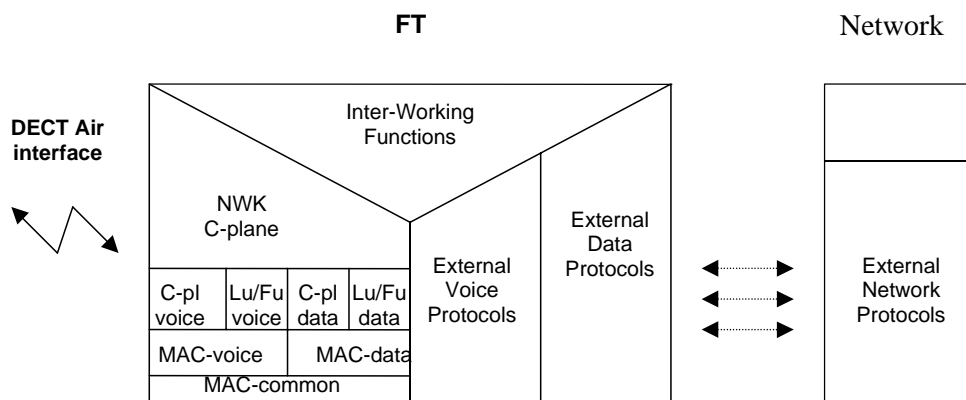 FT
Network
DECT Air
interface
Inter-Working
Functions
NWK
C-plane
External
Data
Protocols
External
Voice
Protocols
External
Network
Protocols
C-pl
voice
Lu/Fu
voice
C-pl
data
Lu/Fu
data
MAC-voice
MAC-data
MAC-common